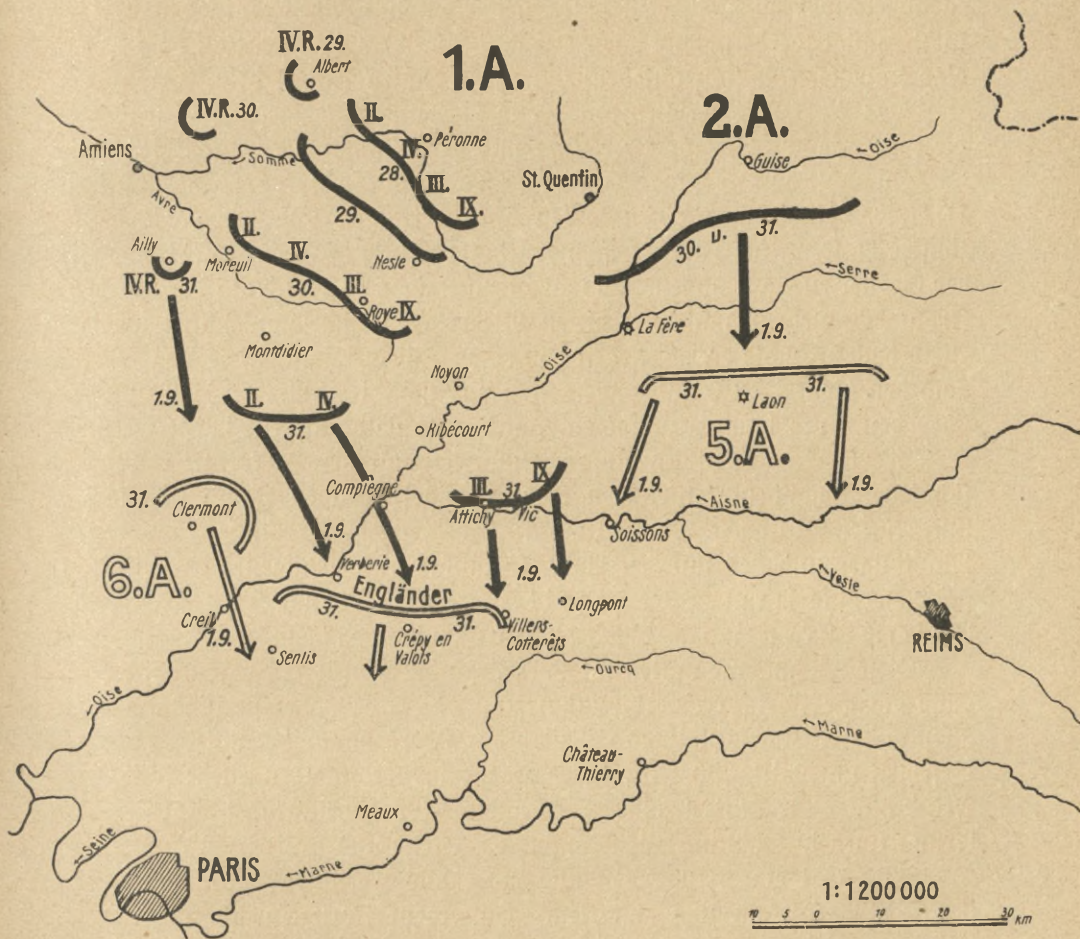 IV.R. 29.
Albert
1.A.
IV.R. 30.
II.
2.A.
Amiens
Somme
IV.
Péronne
Oise
Guise
28.
III.
St. Quentin
Avre
IX.
29.
II.
30. u. 31.
Ailly
Moreuil
IV.
Nesle
Serre
IV.R. 31.
30.
III.
Roye
IX.
La Fère
1.9.
Montdidier
Oise
Noyon
31.
31.
1.9.
II.
IV.
Laon
31.
Ribécourt
5.A.
Compiègne
III.
31.
IX
1.9.
1.9.
31.
Clermont
Attichy
Vic
Aisne
Soissons
1.9.
Verberie
1.9.
1.9.
6.A.
Engländer
Vesle
31.
31.
Longpont
Creil
1.9.
Crépy en
Valois
Villers-
Cotterêts
REIMS
Senlis
Ourcq
Oise
Marne
Château-
Thierry
Meaux
Seine
PARIS
Marne
1:1200000
10 5 0 10 20 30 km